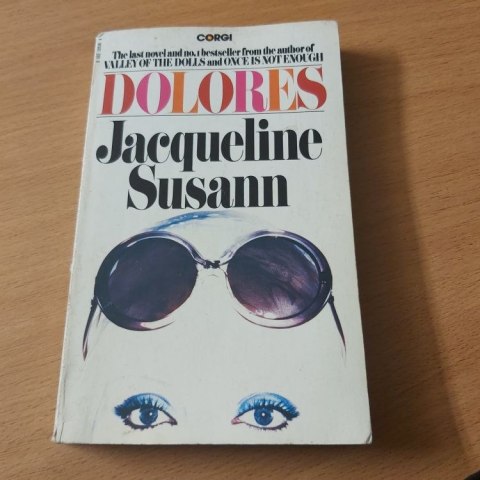 CORGI
The last novel and no. 1 bestseller from the author of
VALLEY OF THE DOLLS and ONCE IS NOT ENOUGH
DOLORES
Jacqueline
Susann